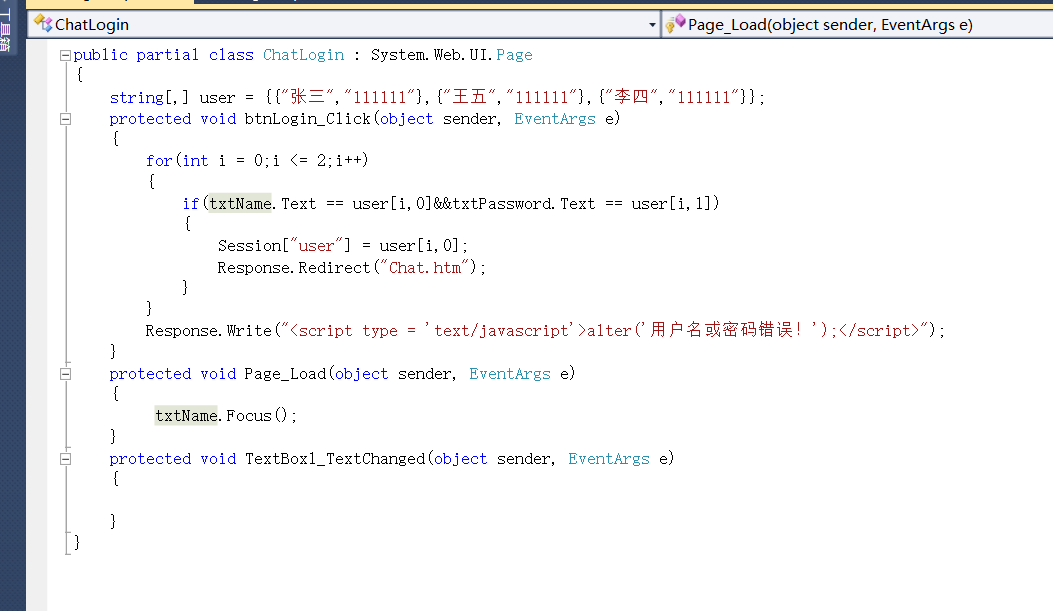 工具箱
ChatLogin
Page_Load(object sender, EventArgs e)
public partial class ChatLogin : System.Web.UI.Page
{
string[,] user = {{"张三","111111"},{"王五","111111"},{"李四","111111"}};
protected void btnLogin_Click(object sender, EventArgs e)
{
for(int i = 0;i <= 2;i++)
{
if(txtName.Text == user[i,0]&&txtPassword.Text == user[i,1])
{
Session["user"] = user[i,0];
Response.Redirect("Chat.htm");
}
}
Response.Write("<script type = 'text/javascript'>alter('用户名或密码错误！');</script>");
}
protected void Page_Load(object sender, EventArgs e)
{
txtName.Focus();
}
protected void TextBox1_TextChanged(object sender, EventArgs e)
{
}
}